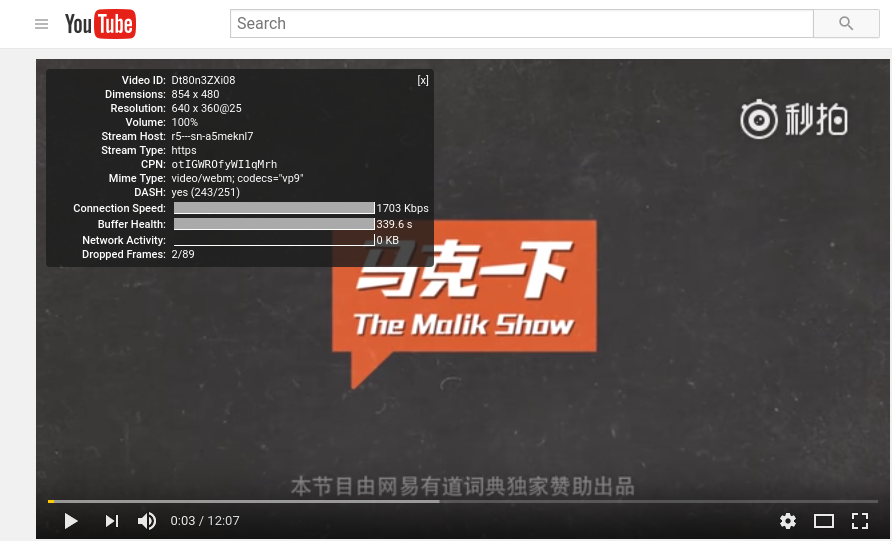 YouTube
Search
Video ID: Dt80n3ZXi08 [x]
Dimensions: 854 x 480
Resolution: 640 x 360@25
Volume: 100%
Stream Host: r5---sn-a5meknl7
Stream Type: https
CPN: otIGWROfyWI1qMrh
Mime Type: video/webm; codecs="vp9"
DASH: yes (243/251)
Connection Speed: 1703 Kbps
Buffer Health: 339.6 s
Network Activity: 0 KB
Dropped Frames: 2/89
秒拍
马克一下
The Malik Show
本节目由网易有道词典独家赞助出品
0:03 / 12:07